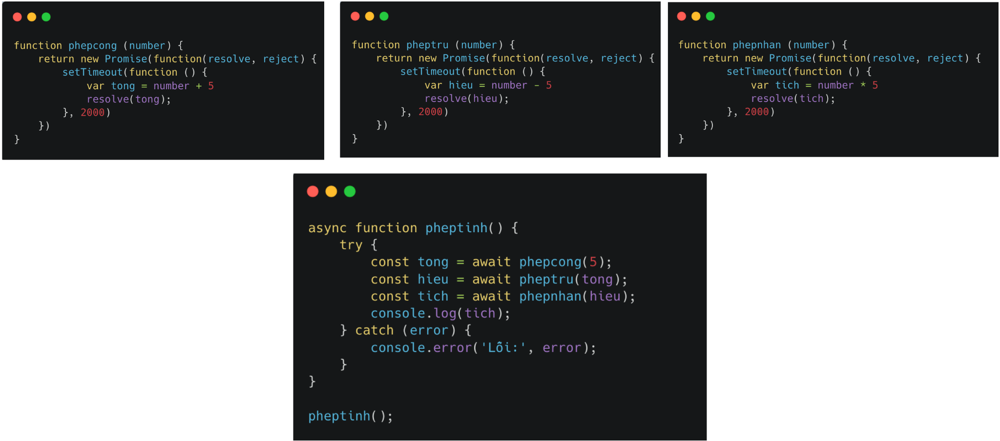 function phepcong (number) {
    return new Promise(function(resolve, reject) {
        setTimeout(function () {
            var tong = number + 5
            resolve(tong);
        }, 2000)
    })
}
function pheptru (number) {
    return new Promise(function(resolve, reject) {
        setTimeout(function () {
            var hieu = number - 5
            resolve(hieu);
        }, 2000)
    })
}
function phepnhan (number) {
    return new Promise(function(resolve, reject) {
        setTimeout(function () {
            var tich = number * 5
            resolve(tich);
        }, 2000)
    })
}
async function pheptinh() {
    try {
        const tong = await phepcong(5);
        const hieu = await pheptru(tong);
        const tich = await phepnhan(hieu);
        console.log(tich);
    } catch (error) {
        console.error('Lỗi:', error);
    }
}
pheptinh();